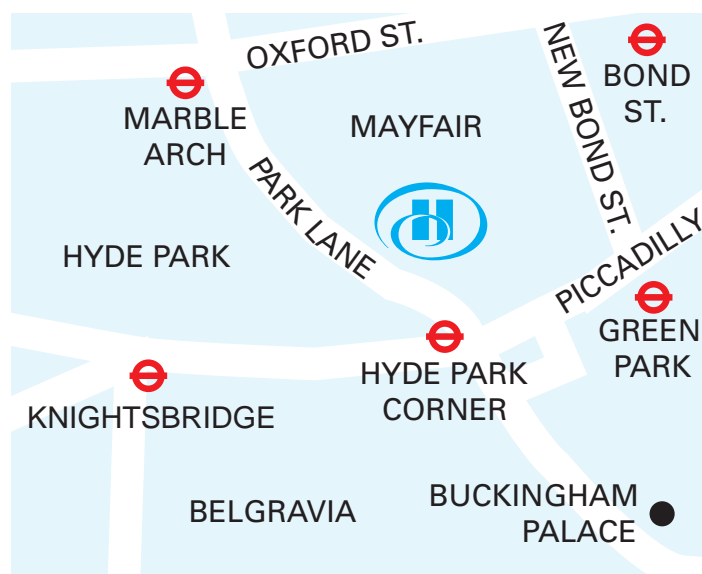 OXFORD ST.
NEW BOND ST.
BOND
ST.
MARBLE
ARCH
MAYFAIR
PARK LANE
HYDE PARK
PICCADILLY
GREEN
PARK
HYDE PARK
CORNER
KNIGHTSBRIDGE
BELGRAVIA
BUCKINGHAM
PALACE
H